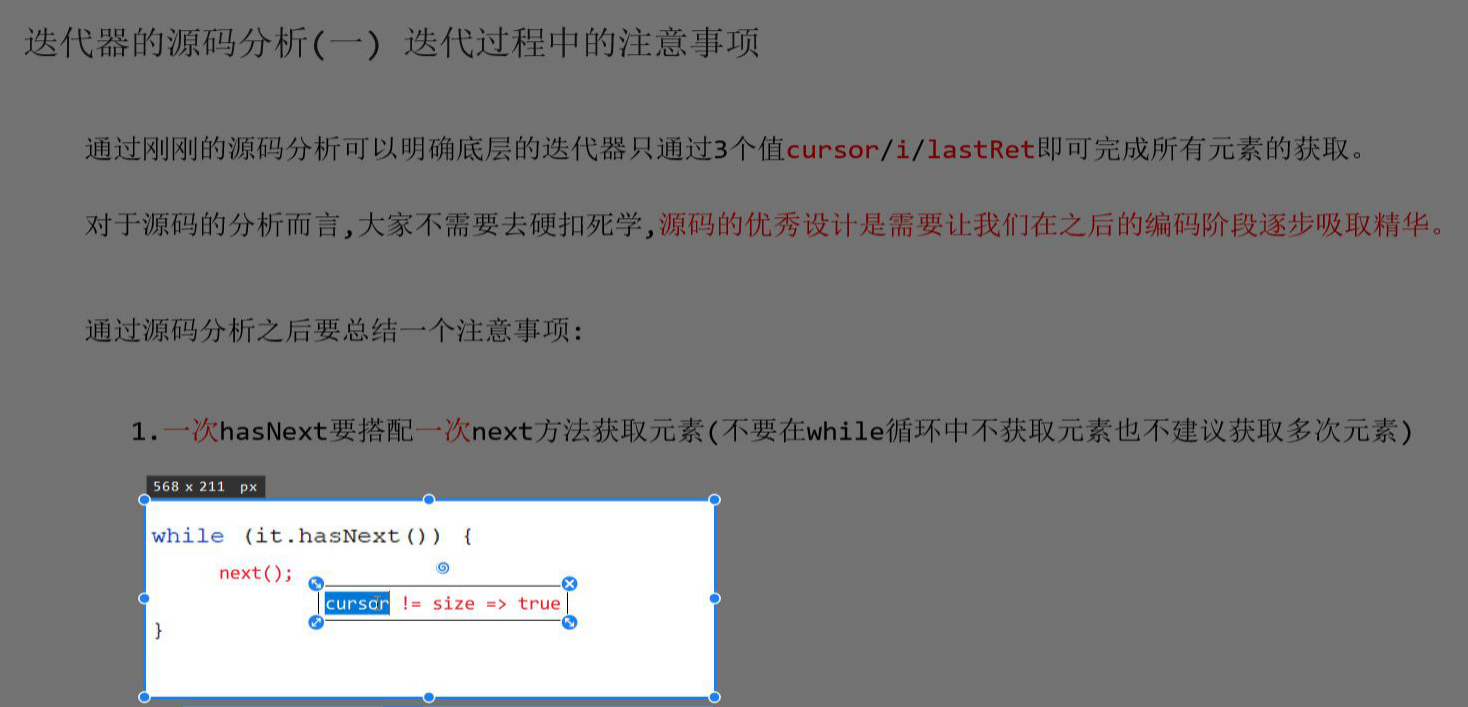 迭代器的源码分析(一) 迭代过程中的注意事项
通过刚刚的源码分析可以明确底层的迭代器只通过3个值cursor/i/lastRet即可完成所有元素的获取。
对于源码的分析而言,大家不需要去硬扣死学,源码的优秀设计是需要让我们在之后的编码阶段逐步吸取精华。
通过源码分析之后要总结一个注意事项:
1.一次hasNext要搭配一次next方法获取元素(不要在while循环中不获取元素也不建议获取多次元素)
568 x 211 px
while (it.hasNext()) {
next();
cursor != size => true
}